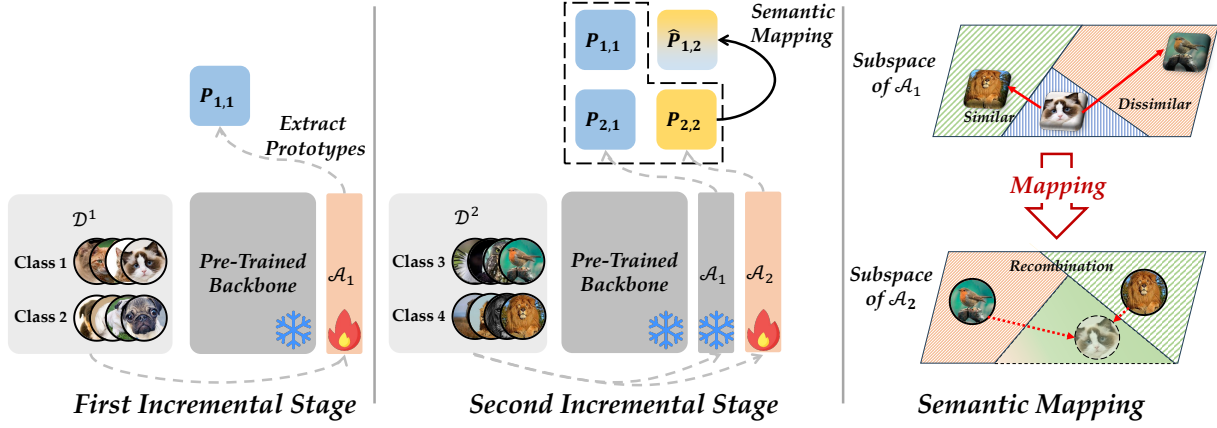 P₁,₁
Extract
Prototypes
𝒟¹
Class 1
Class 2
Pre-Trained
Backbone
𝒜₁
First Incremental Stage
Semantic
Mapping
P₁,₁
P̂₁,₂
P₂,₁
P₂,₂
𝒟²
Class 3
Class 4
Pre-Trained
Backbone
𝒜₁
𝒜₂
Second Incremental Stage
Subspace
of 𝒜₁
Similar
Dissimilar
Mapping
Subspace
of 𝒜₂
Recombination
Semantic Mapping